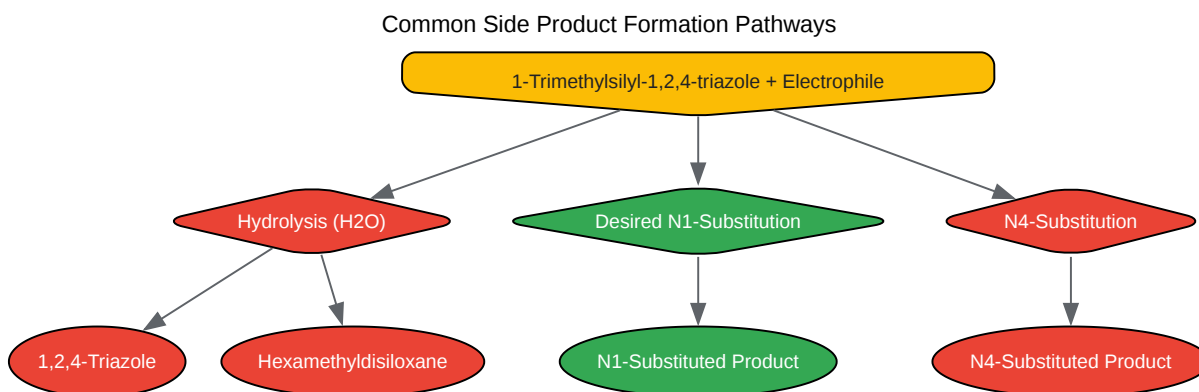 Common Side Product Formation Pathways
1-Trimethylsilyl-1,2,4-triazole + Electrophile
Hydrolysis (H2O)
Desired N1-Substitution
N4-Substitution
1,2,4-Triazole
Hexamethyldisiloxane
N1-Substituted Product
N4-Substituted Product